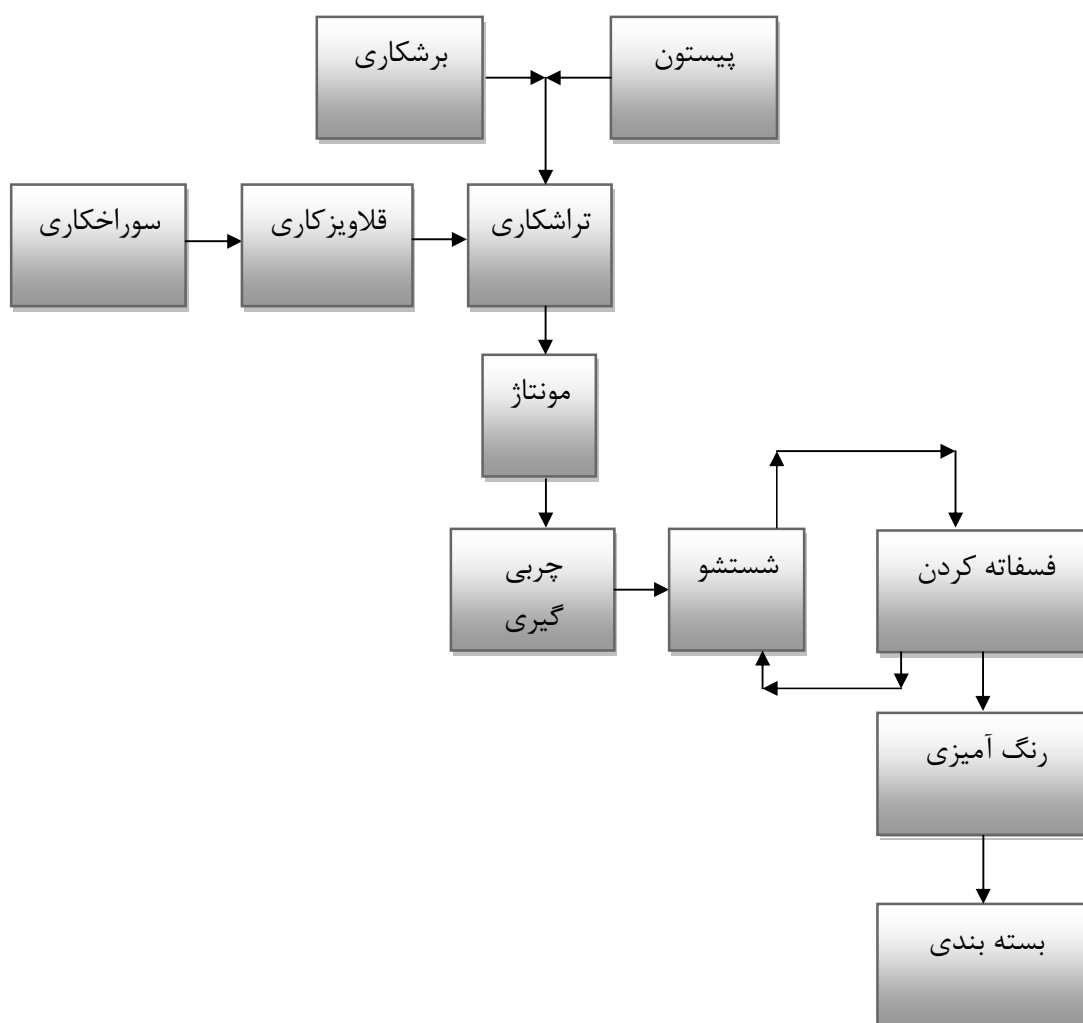 پیستون
برشکاری
تراشکاری
قلاویزکاری
سوراخکاری
مونتاژ
چربی
گیری
شستشو
فسفاته کردن
رنگ آمیزی
بسته بندی